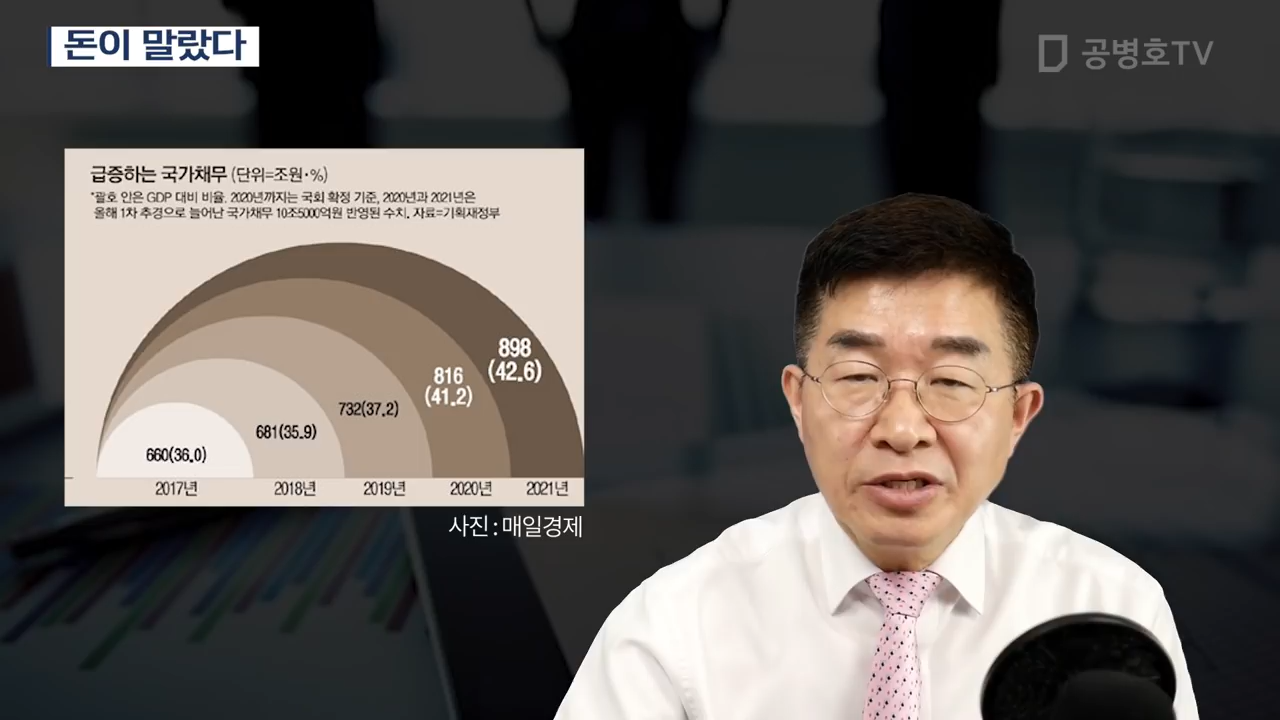 돈이 말랐다
공병호TV
급증하는 국가채무 (단위=조원·%)
*괄호 안은 GDP 대비 비율. 2020년까지는 국회 확정 기준, 2020년과 2021년은
올해 1차 추경으로 늘어난 국가채무 10조5000억원 반영된 수치. 자료=기획재정부
898
(42.6)
816
(41.2)
732(37.2)
681(35.9)
660(36.0)
2017년 2018년 2019년 2020년 2021년
사진 : 매일경제